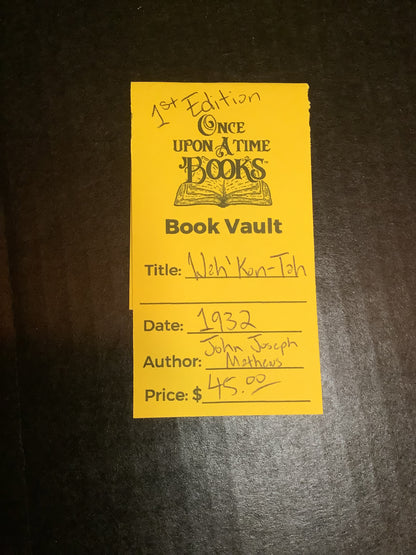 1st Edition
ONCE
UPON A TIME
BOOKS
Book Vault
Title: Wah' Kon-Tah
Date: 1932
John Joseph
Author: Mathews
Price: $ 45.00